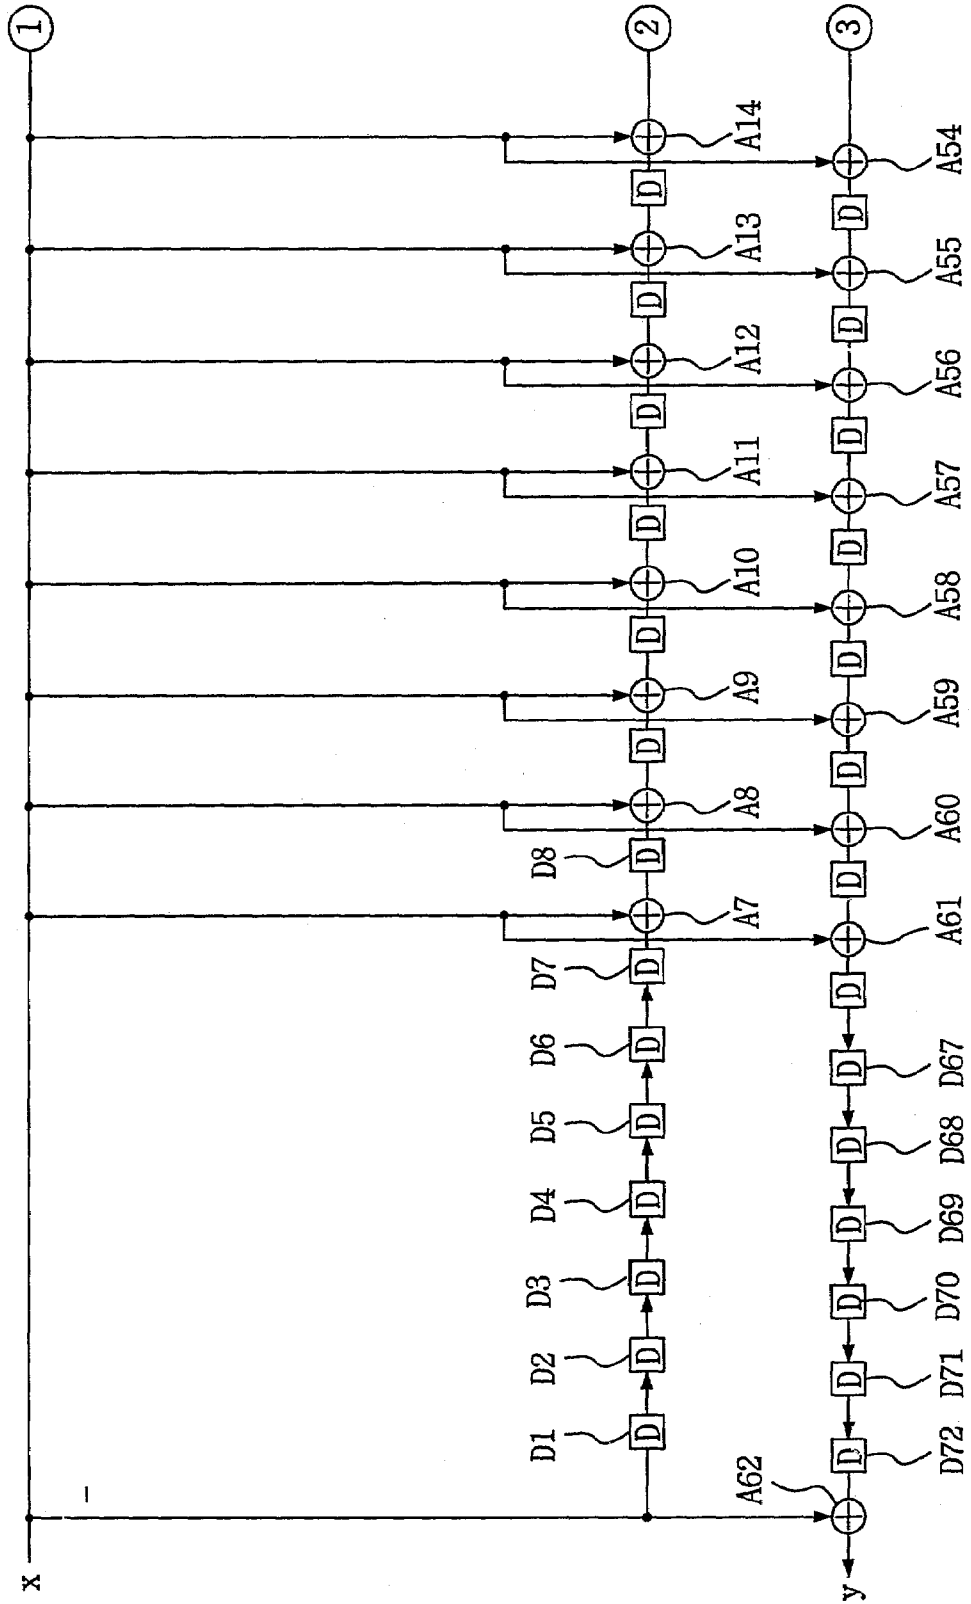 x 1
−
D1 D2 D3 D4 D5 D6 D7 D8
D D D D D D D D D D D D D D 2
A62 A7 A8 A9 A10 A11 A12 A13 A14
y D D D D D D D D D D D D D D 3
D72 D71 D70 D69 D68 D67 A61 A60 A59 A58 A57 A56 A55 A54